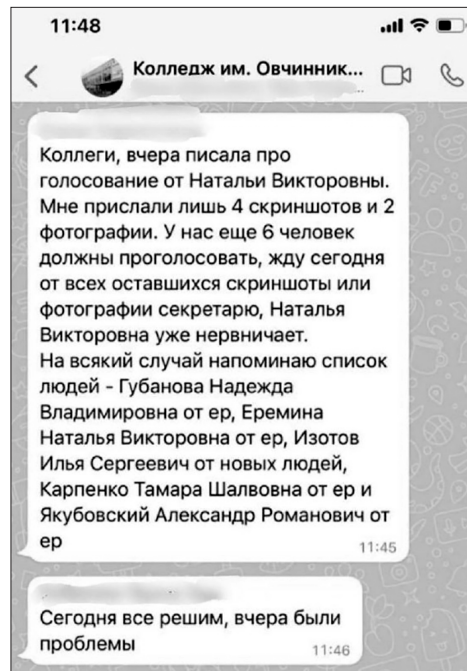 11:48
Колледж им. Овчинник...
Коллеги, вчера писала про
голосование от Натальи Викторовны.
Мне прислали лишь 4 скриншотов и 2
фотографии. У нас еще 6 человек
должны проголосовать, жду сегодня
от всех оставшихся скриншоты или
фотографии секретарю, Наталья
Викторовна уже нервничает.
На всякий случай напоминаю список
людей - Губанова Надежда
Владимировна от ер, Еремина
Наталья Викторовна от ер, Изотов
Илья Сергеевич от новых людей,
Карпенко Тамара Шалвовна от ер и
Якубовский Александр Романович от
ер
11:45
Сегодня все решим, вчера были
проблемы
11:46